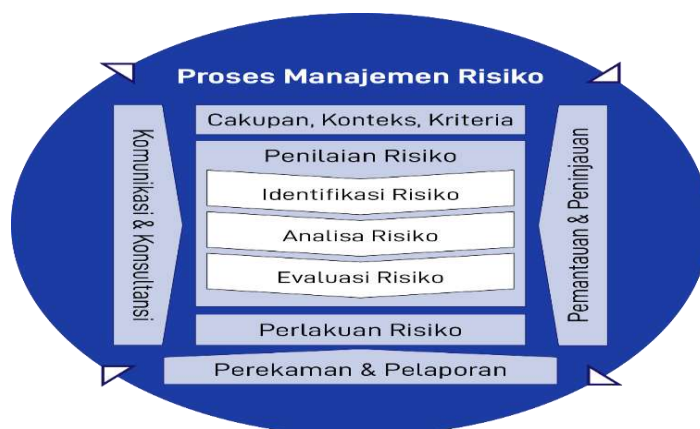 Proses Manajemen Risiko
Cakupan, Konteks, Kriteria
Komunikasi & Konsultansi
Penilaian Risiko
Identifikasi Risiko
Analisa Risiko
Evaluasi Risiko
Pemantauan & Peninjauan
Perlakuan Risiko
Perekaman & Pelaporan